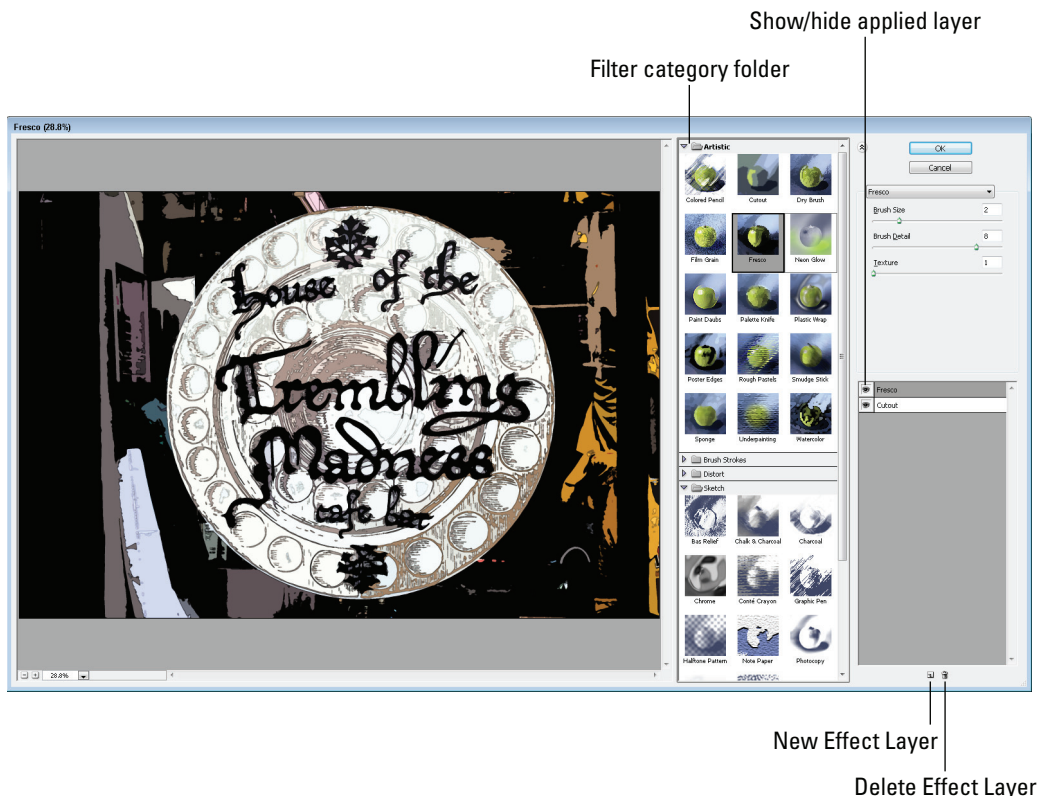 Show/hide applied layer
Filter category folder
Fresco (28.8%)
house of the
Trembling
Madness
cafe bar
28.8%
Artistic
Colored Pencil Cutout Dry Brush
Film Grain Fresco Neon Glow
Paint Daubs Palette Knife Plastic Wrap
Poster Edges Rough Pastels Smudge Stick
Sponge Underpainting Watercolor
Brush Strokes
Distort
Sketch
Bas Relief Chalk & Charcoal Charcoal
Chrome Conté Crayon Graphic Pen
Halftone Pattern Note Paper Photocopy
OK
Cancel
Fresco
Brush Size 2
Brush Detail 8
Texture 1
Fresco
Cutout
New Effect Layer
Delete Effect Layer